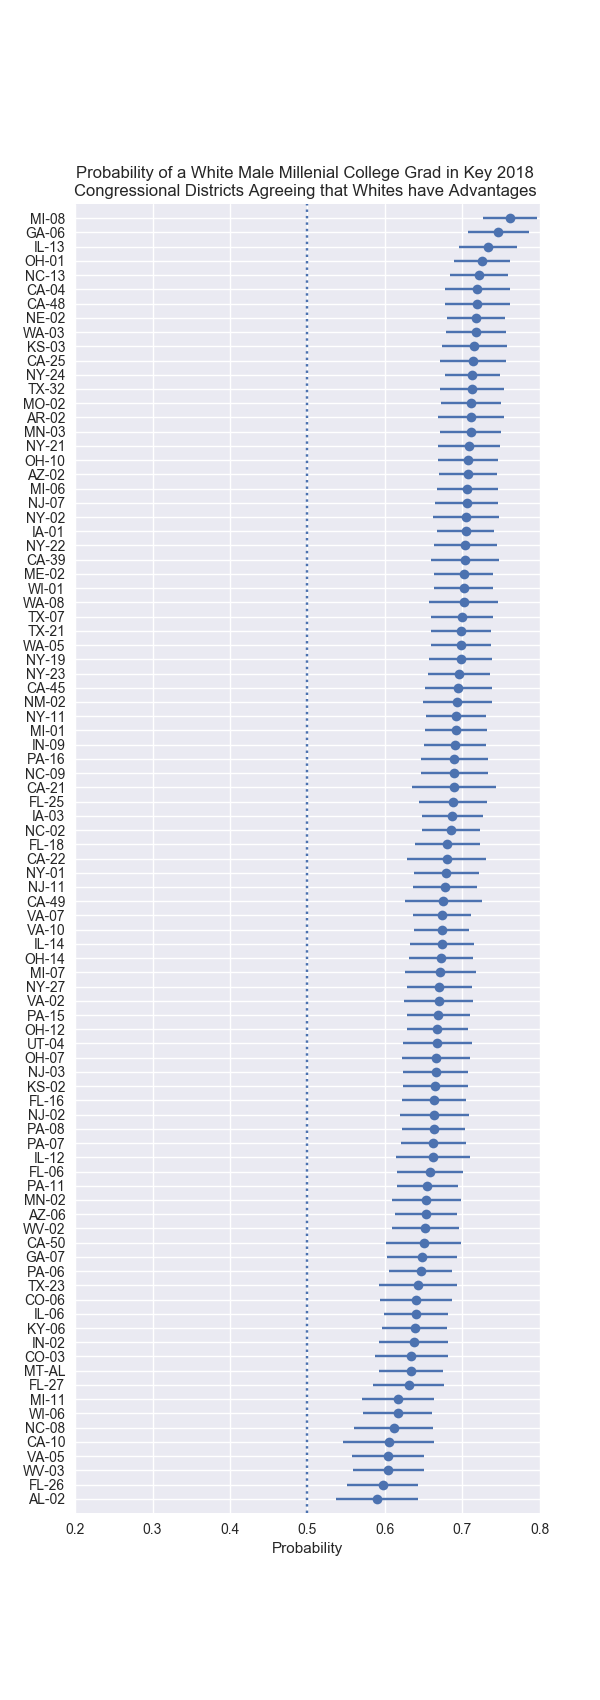 Probability of a White Male Millenial College Grad in Key 2018
Congressional Districts Agreeing that Whites have Advantages
MI-08
GA-06
IL-13
OH-01
NC-13
CA-04
CA-48
NE-02
WA-03
KS-03
CA-25
NY-24
TX-32
MO-02
AR-02
MN-03
NY-21
OH-10
AZ-02
MI-06
NJ-07
NY-02
IA-01
NY-22
CA-39
ME-02
WI-01
WA-08
TX-07
TX-21
WA-05
NY-19
NY-23
CA-45
NM-02
NY-11
MI-01
IN-09
PA-16
NC-09
CA-21
FL-25
IA-03
NC-02
FL-18
CA-22
NY-01
NJ-11
CA-49
VA-07
VA-10
IL-14
OH-14
MI-07
NY-27
VA-02
PA-15
OH-12
UT-04
OH-07
NJ-03
KS-02
FL-16
NJ-02
PA-08
PA-07
IL-12
FL-06
PA-11
MN-02
AZ-06
WV-02
CA-50
GA-07
PA-06
TX-23
CO-06
IL-06
KY-06
IN-02
CO-03
MT-AL
FL-27
MI-11
WI-06
NC-08
CA-10
VA-05
WV-03
FL-26
AL-02
0.2 0.3 0.4 0.5 0.6 0.7 0.8
Probability